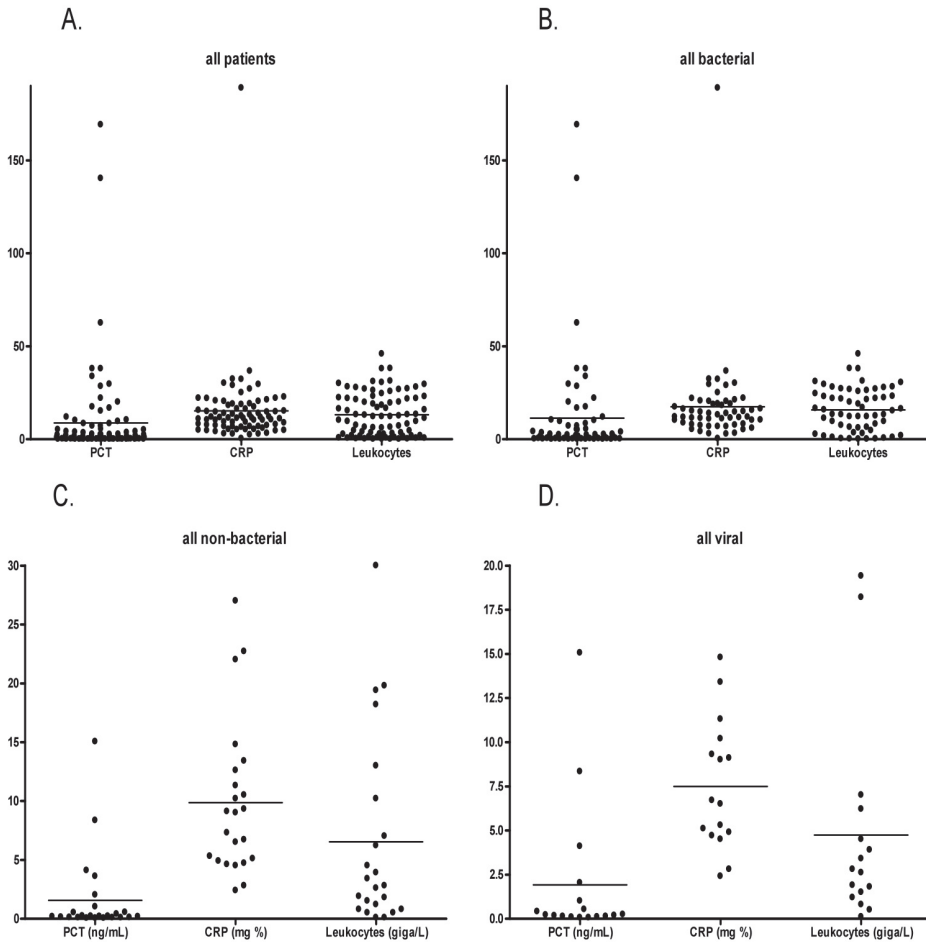 A.
all patients
150
100
50
0
PCT
CRP
Leukocytes
B.
all bacterial
150
100
50
0
PCT
CRP
Leukocytes
C.
all non-bacterial
30
25
20
15
10
5
0
PCT (ng/mL)
CRP (mg %)
Leukocytes (giga/L)
D.
all viral
20.0
17.5
15.0
12.5
10.0
7.5
5.0
2.5
0.0
PCT (ng/mL)
CRP (mg %)
Leukocytes (giga/L)